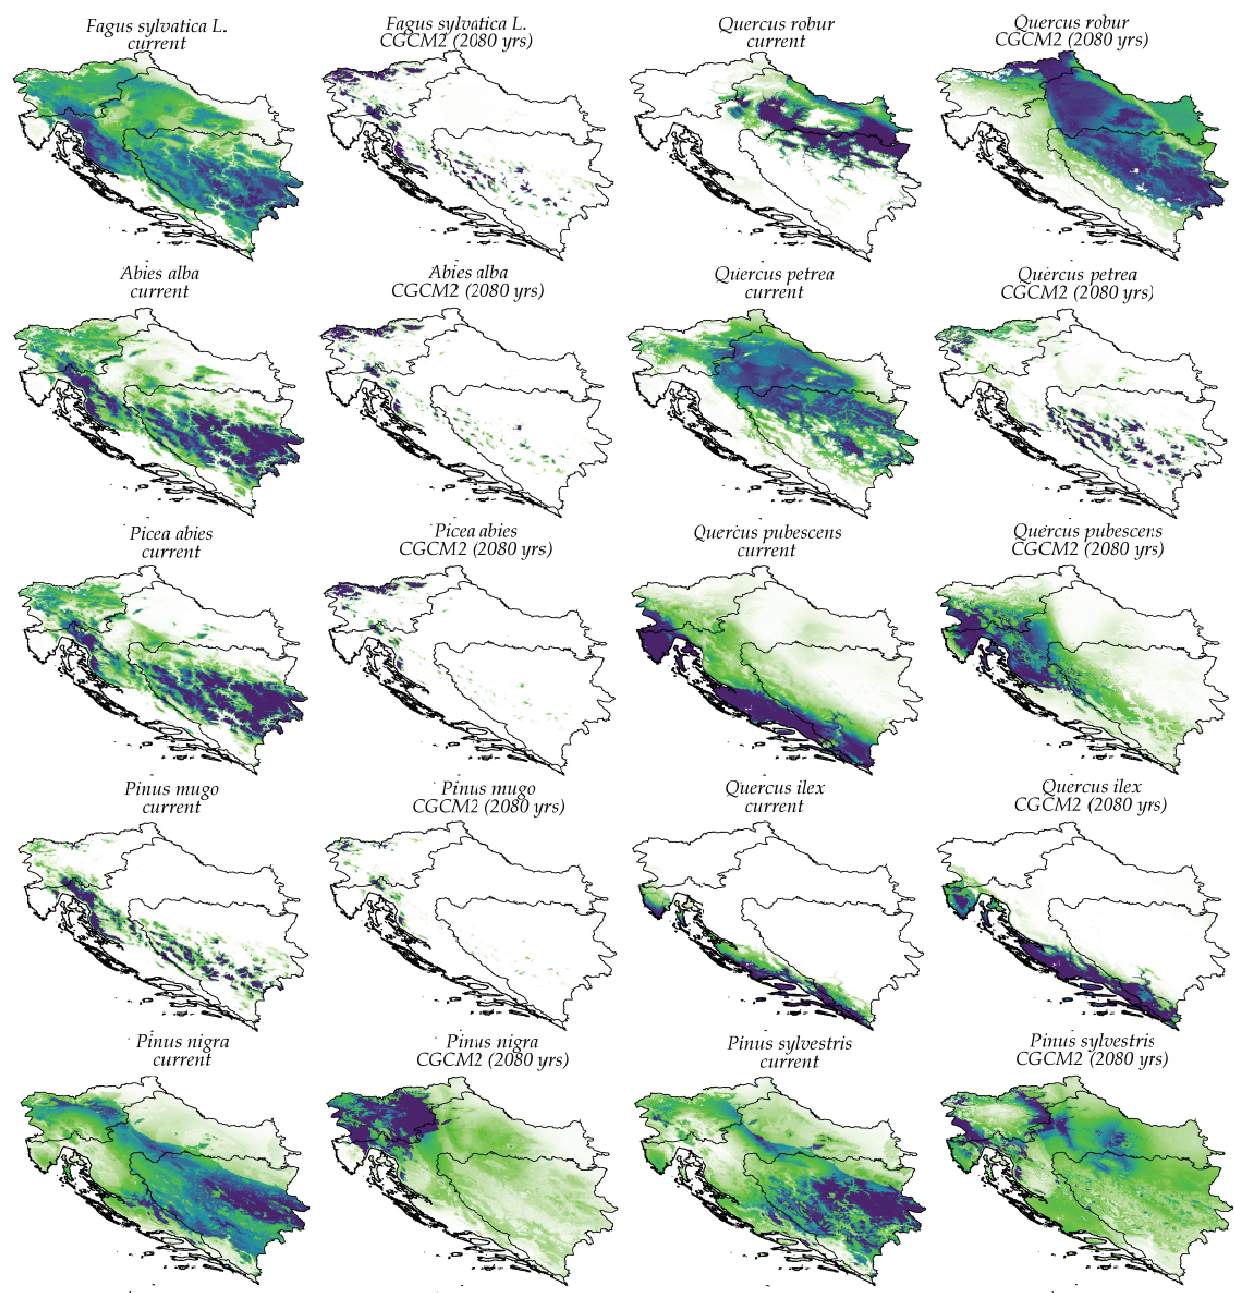 Fagus sylvatica L.
current
Fagus sylvatica L.
CGCM2 (2080 yrs)
Quercus robur
current
Quercus robur
CGCM2 (2080 yrs)
Abies alba
current
Abies alba
CGCM2 (2080 yrs)
Quercus petrea
current
Quercus petrea
CGCM2 (2080 yrs)
Picea abies
current
Picea abies
CGCM2 (2080 yrs)
Quercus pubescens
current
Quercus pubescens
CGCM2 (2080 yrs)
Pinus mugo
current
Pinus mugo
CGCM2 (2080 yrs)
Quercus ilex
current
Quercus ilex
CGCM2 (2080 yrs)
Pinus nigra
current
Pinus nigra
CGCM2 (2080 yrs)
Pinus sylvestris
current
Pinus sylvestris
CGCM2 (2080 yrs)